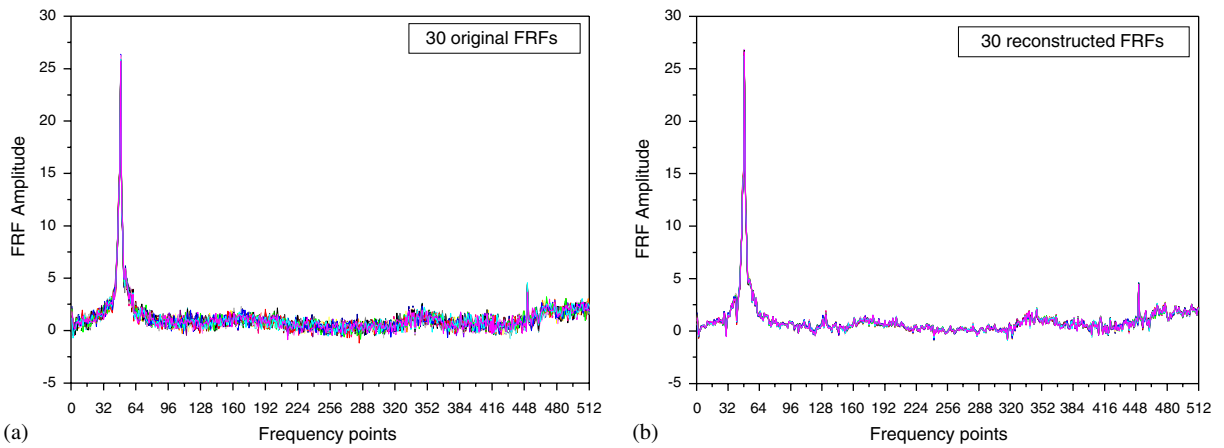 30
25
20
15
10
5
0
-5
FRF Amplitude
30 original FRFs
0 32 64 96 128 160 192 224 256 288 320 352 384 416 448 480 512
(a)
Frequency points
30
25
20
15
10
5
0
-5
FRF Amplitude
30 reconstructed FRFs
0 32 64 96 128 160 192 224 256 288 320 352 384 416 448 480 512
(b)
Frequency points